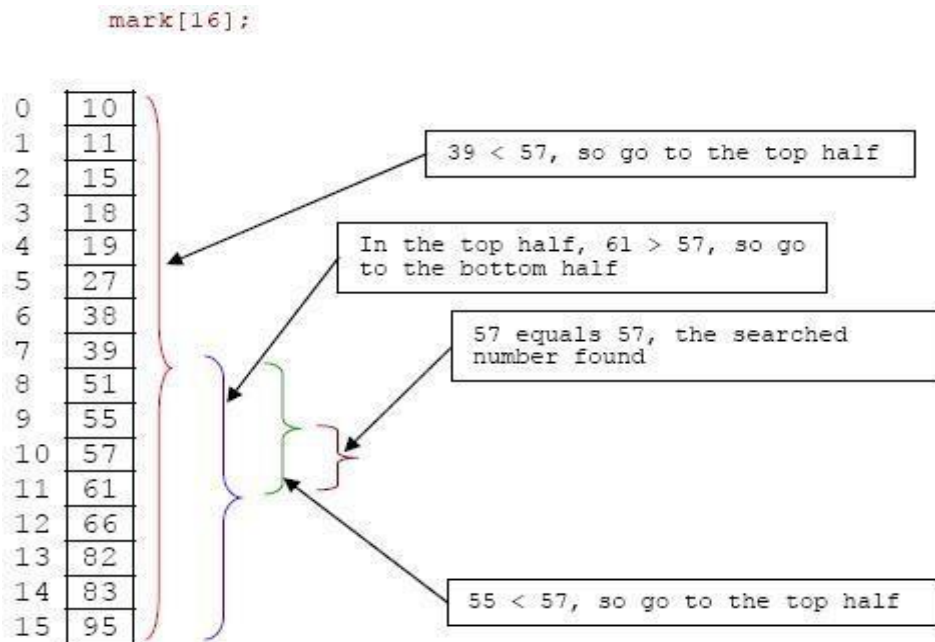 mark[16];
0 10
1 11
2 15
3 18
4 19
5 27
6 38
7 39
8 51
9 55
10 57
11 61
12 66
13 82
14 83
15 95
39 < 57, so go to the top half
In the top half, 61 > 57, so go
to the bottom half
57 equals 57, the searched
number found
55 < 57, so go to the top half